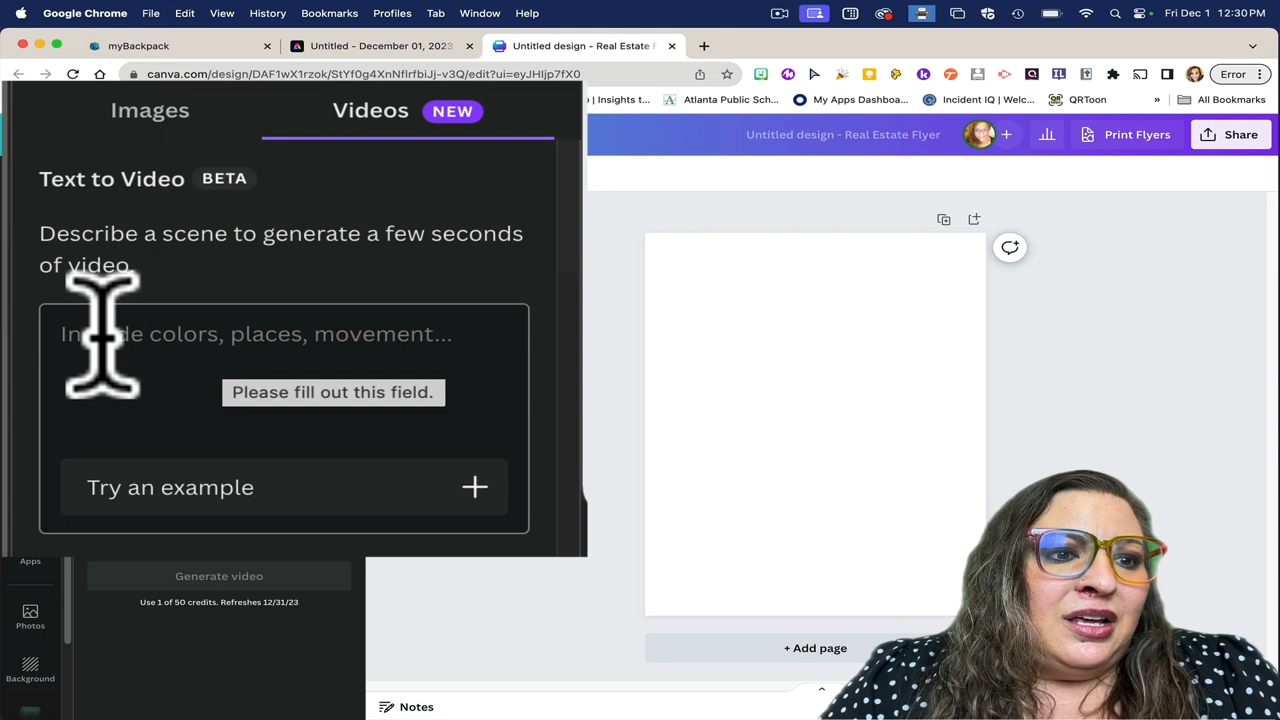 Chrome File Edit View History Bookmarks Profiles Tab Window Help
Fri Dec 1 12:30 PM
myBackpack
Untitled - December 01, 2023
Untitled design - Real Estate F
canva.com/design/DAF1wX1rzok/StYf0g4XnNflrfbiJj-v3Q/edit?ui=eyJHIjp7fX0
Error
| Insights t...
Atlanta Public Sch...
My Apps Dashboa...
Incident IQ | Welc...
QRToon
»
All Bookmarks
Images
Videos NEW
Untitled design - Real Estate Flyer
Print Flyers
Share
Text to Video BETA
Describe a scene to generate a few seconds
of video.
colors, places, movement...
Please fill out this field.
Try an example
Apps
Generate video
Use 1 of 50 credits. Refreshes 12/31/23
Photos
Background
+ Add page
Notes